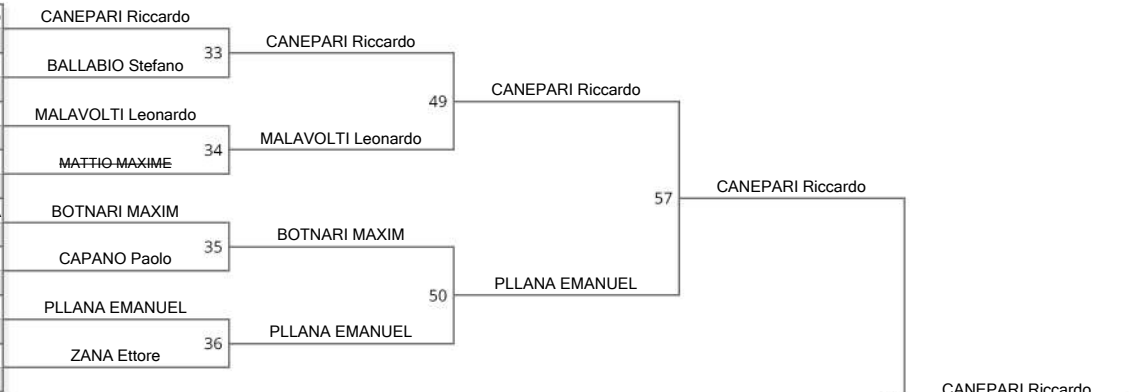 CANEPARI Riccardo
33
BALLABIO Stefano
CANEPARI Riccardo
49
MALAVOLTI Leonardo
34
MATTIO MAXIME
MALAVOLTI Leonardo
CANEPARI Riccardo
57
BOTNARI MAXIM
35
CAPANO Paolo
BOTNARI MAXIM
50
PLLANA EMANUEL
36
ZANA Ettore
PLLANA EMANUEL
PLLANA EMANUEL
CANEPARI Riccardo
CANEPARI Riccardo